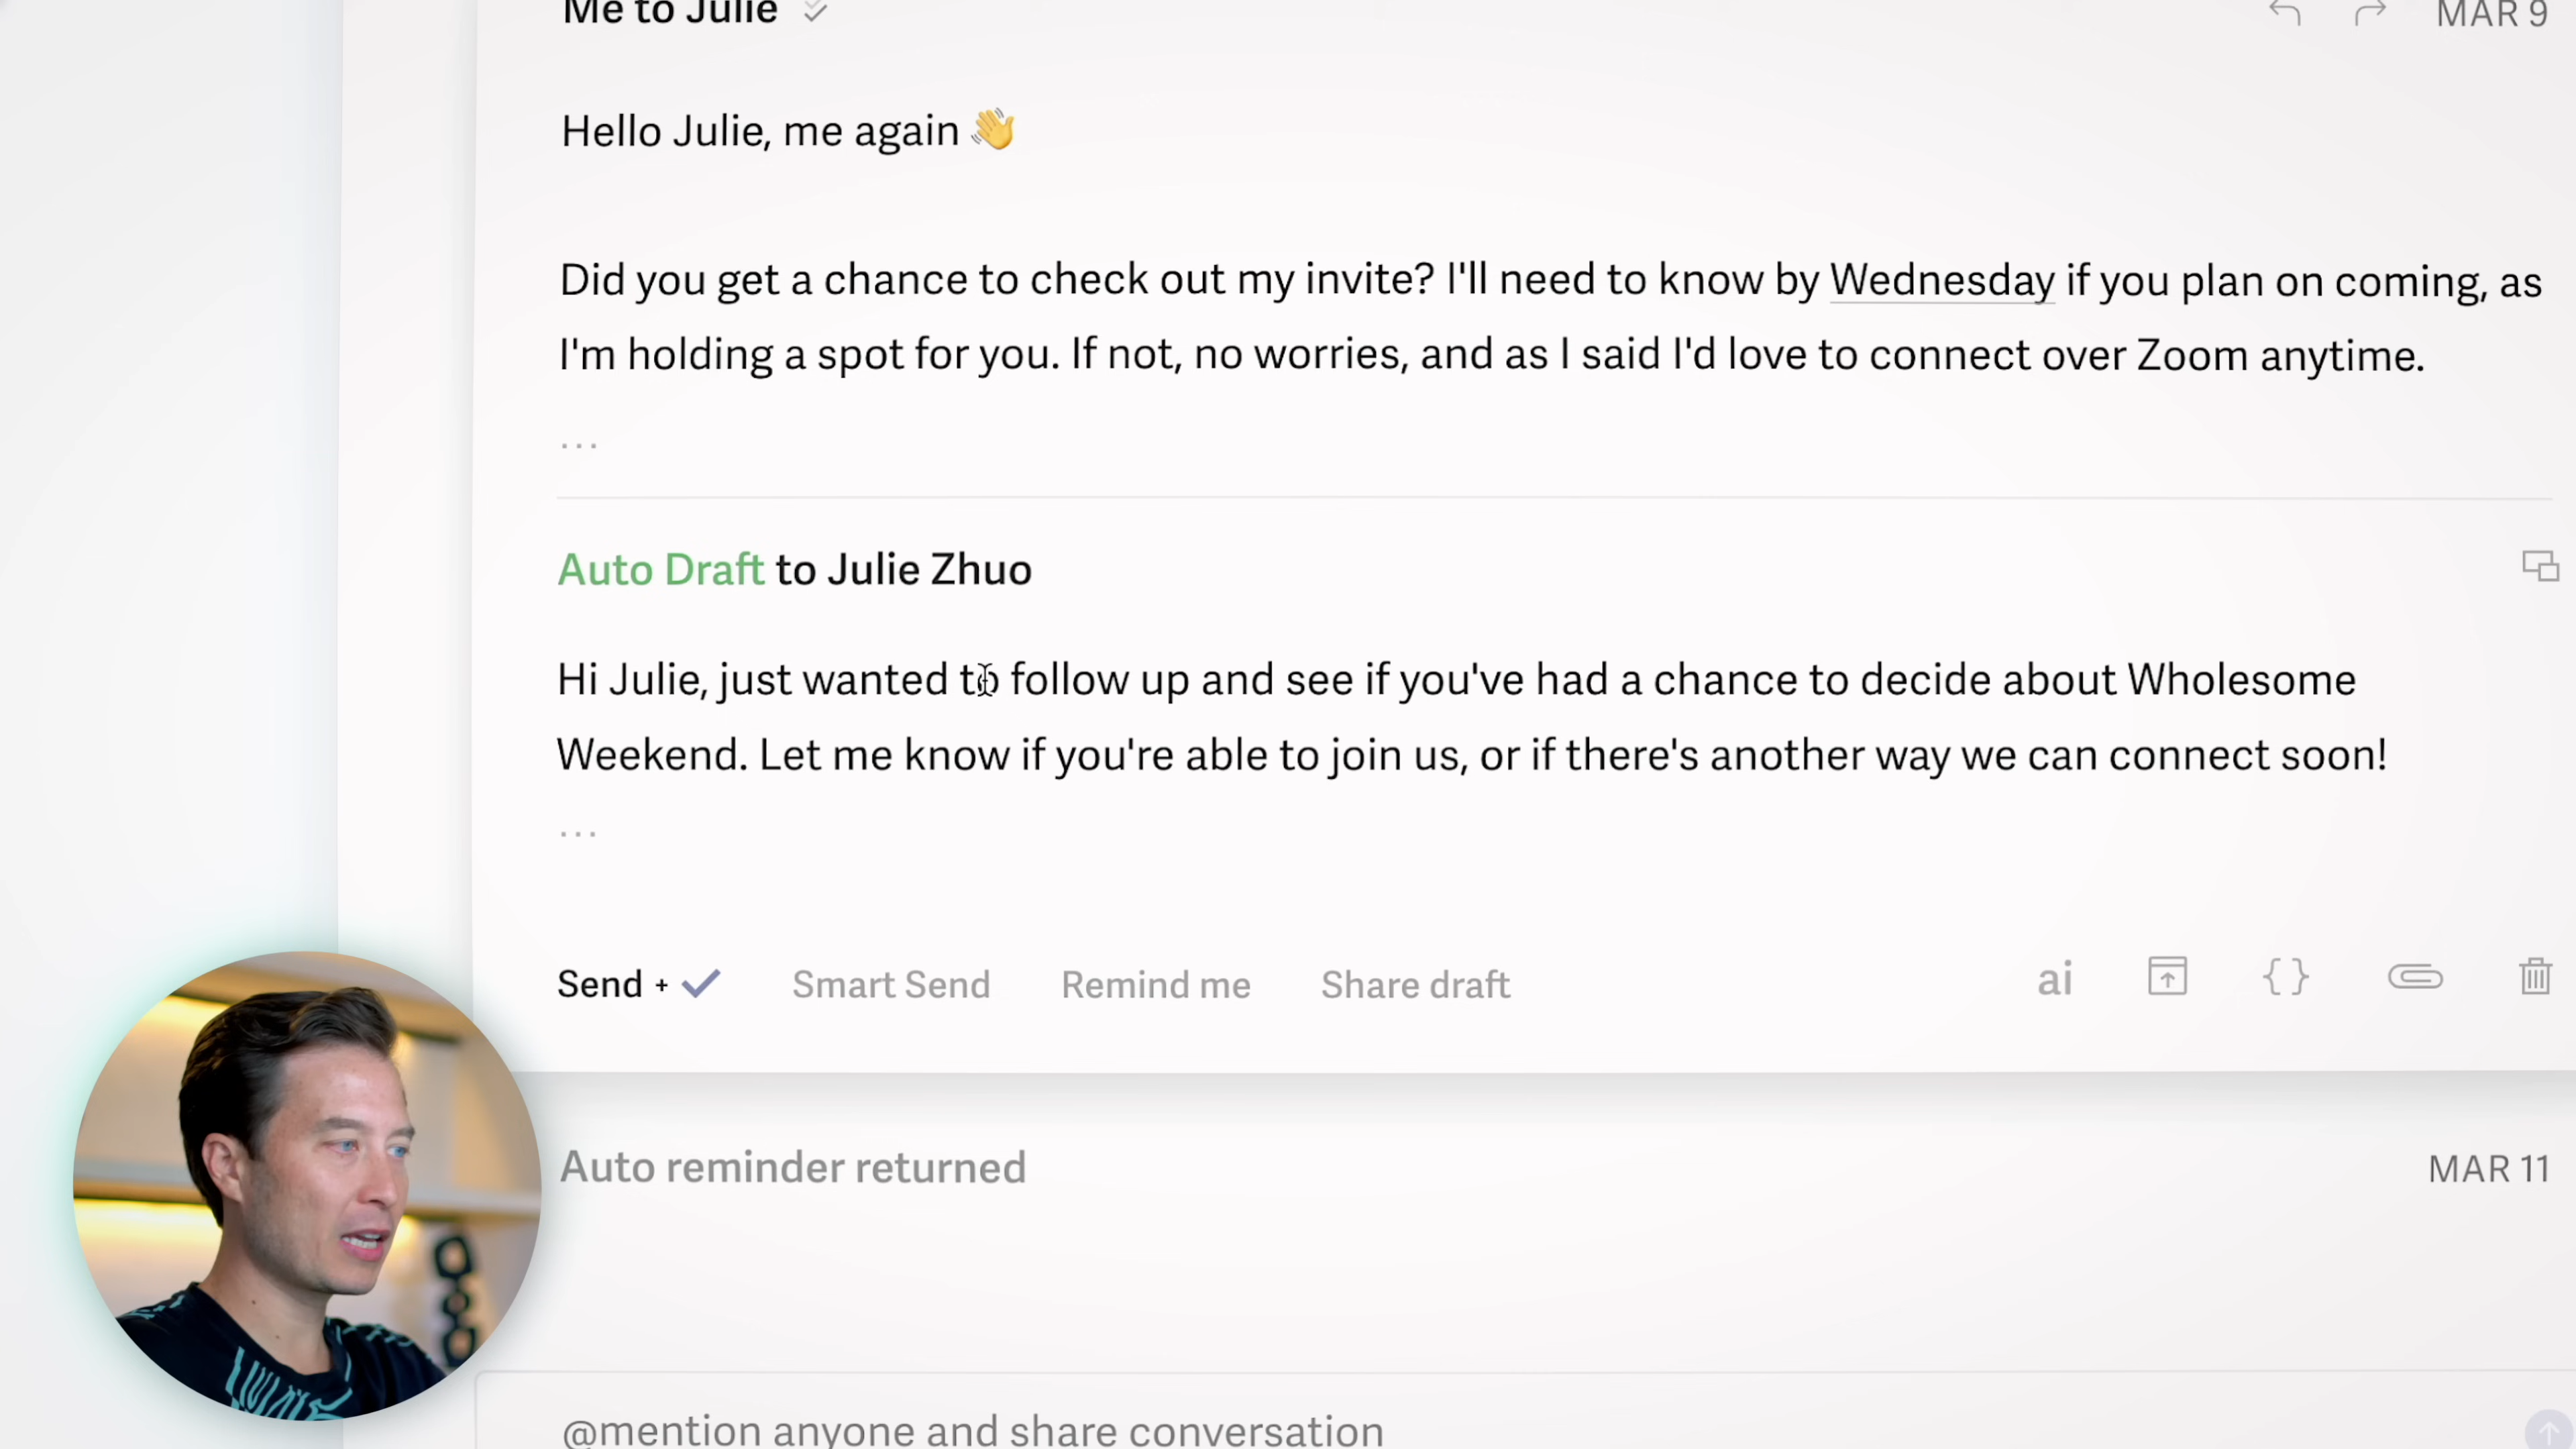 Me to Julie
MAR 9
Hello Julie, me again 👋
Did you get a chance to check out my invite? I'll need to know by Wednesday if you plan on coming, as
I'm holding a spot for you. If not, no worries, and as I said I'd love to connect over Zoom anytime.
...
Auto Draft to Julie Zhuo
Hi Julie, just wanted to follow up and see if you've had a chance to decide about Wholesome
Weekend. Let me know if you're able to join us, or if there's another way we can connect soon!
...
Send + ✓ Smart Send Remind me Share draft ai { }
Auto reminder returned
MAR 11
@mention anyone and share conversation